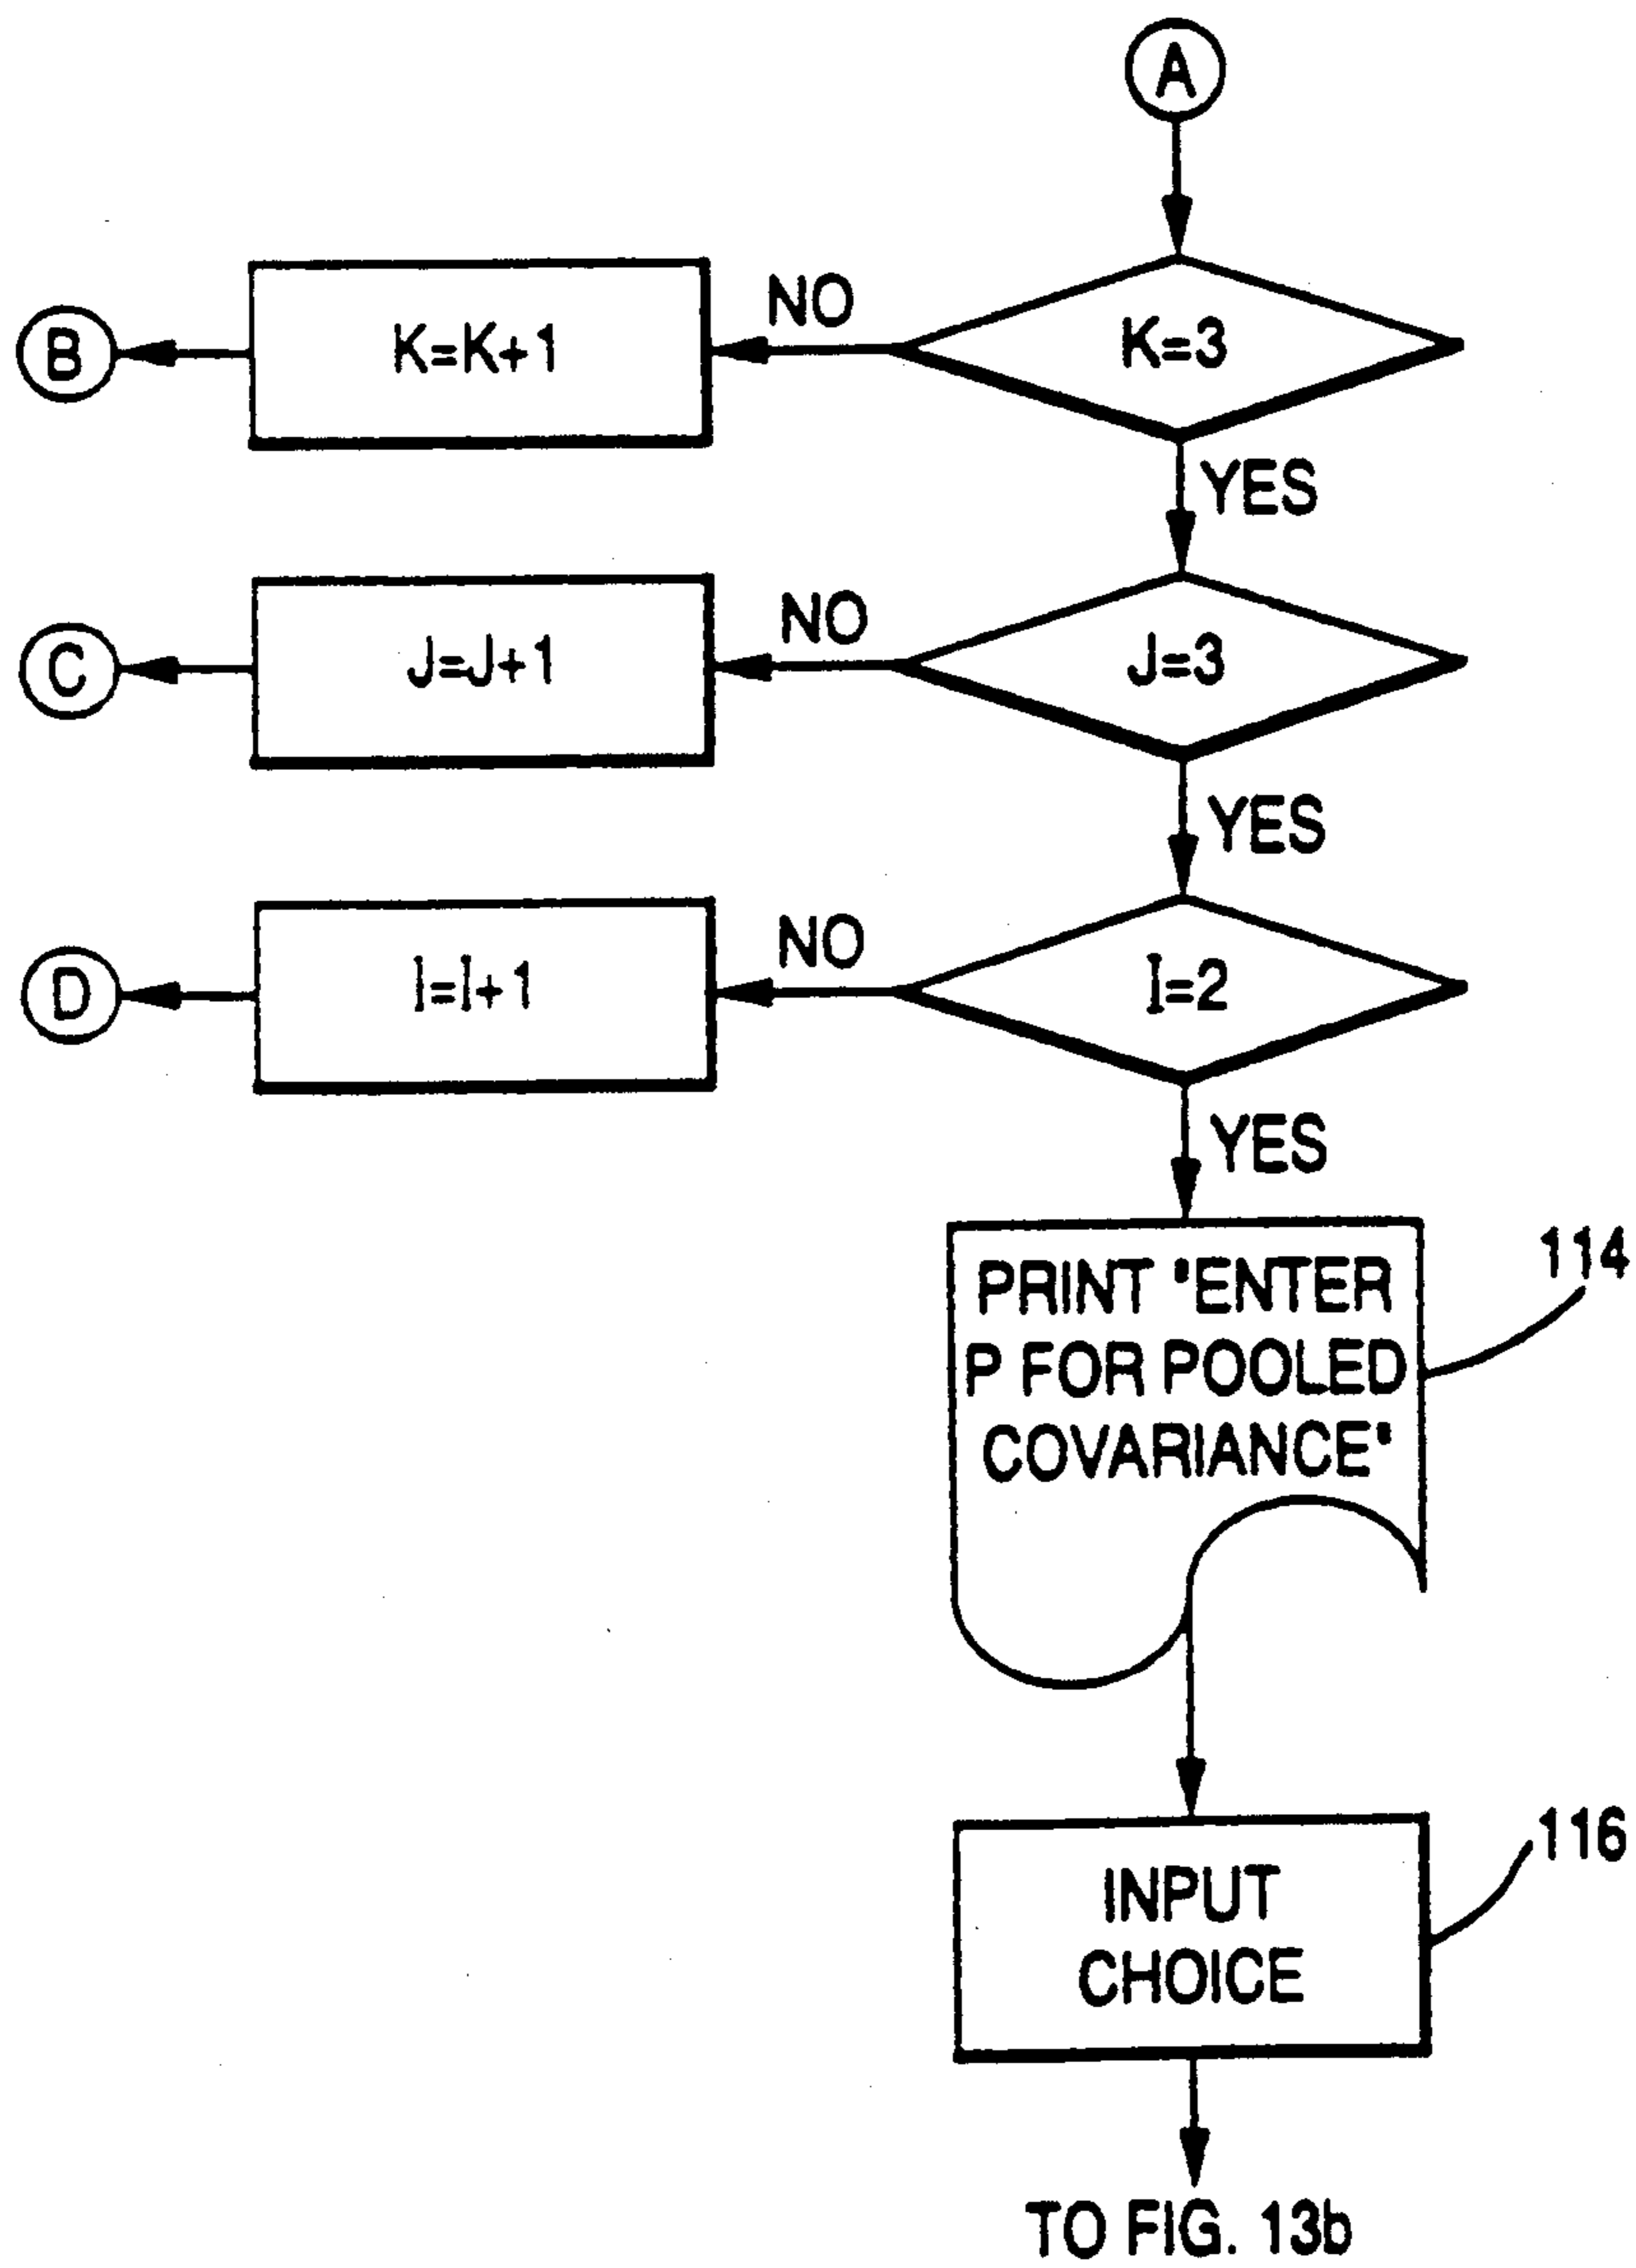 A
K=3
NO
K=K+1
B
YES
J=3
NO
J=J+1
C
YES
I=2
NO
I=I+1
D
YES
PRINT "ENTER
P FOR POOLED
COVARIANCE"
114
INPUT
CHOICE
116
TO FIG. 13b